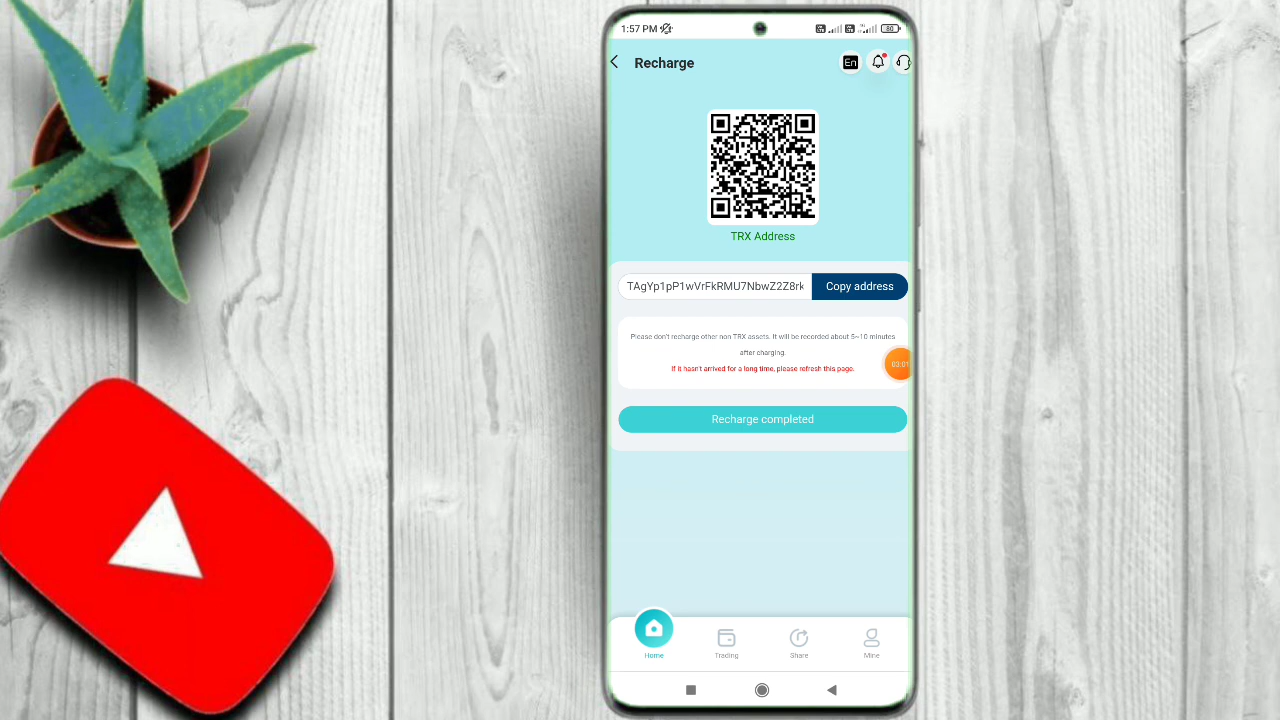 1:57 PM
80
Recharge
En
TRX Address
TAgYp1pP1wVrFkRMU7NbwZ2Z8rk
Copy address
Please don't recharge other non TRX assets. It will be recorded about 5~10 minutes
after charging.
03:01
If it hasn't arrived for a long time, please refresh this page.
Recharge completed
Home
Trading
Share
Mine